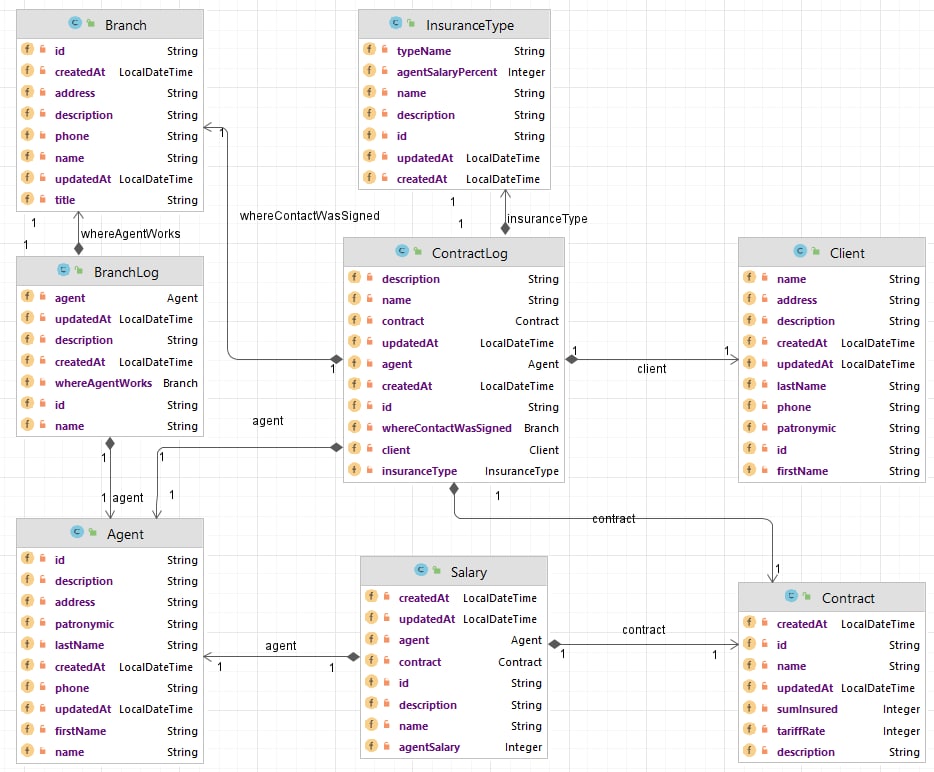 Branch
id String
createdAt LocalDateTime
address String
description String
phone String
name String
updatedAt LocalDateTime
title String
InsuranceType
typeName String
agentSalaryPercent Integer
name String
description String
id String
updatedAt LocalDateTime
createdAt LocalDateTime
1
whereContactWasSigned
1
1
insuranceType
1
whereAgentWorks
1
BranchLog
agent Agent
updatedAt LocalDateTime
description String
createdAt LocalDateTime
whereAgentWorks Branch
id String
name String
ContractLog
description String
name String
contract Contract
updatedAt LocalDateTime
agent Agent
createdAt LocalDateTime
id String
whereContactWasSigned Branch
client Client
insuranceType InsuranceType
Client
name String
address String
description String
createdAt LocalDateTime
updatedAt LocalDateTime
lastName String
phone String
patronymic String
id String
firstName String
1
1
client
1
agent
1
1
1
agent
1
1
contract
1
Agent
id String
description String
address String
patronymic String
lastName String
createdAt LocalDateTime
phone String
updatedAt LocalDateTime
firstName String
name String
agent
1
1
Salary
createdAt LocalDateTime
updatedAt LocalDateTime
agent Agent
contract Contract
id String
description String
name String
agentSalary Integer
contract
1
1
Contract
createdAt LocalDateTime
id String
name String
updatedAt LocalDateTime
sumInsured Integer
tariffRate Integer
description String